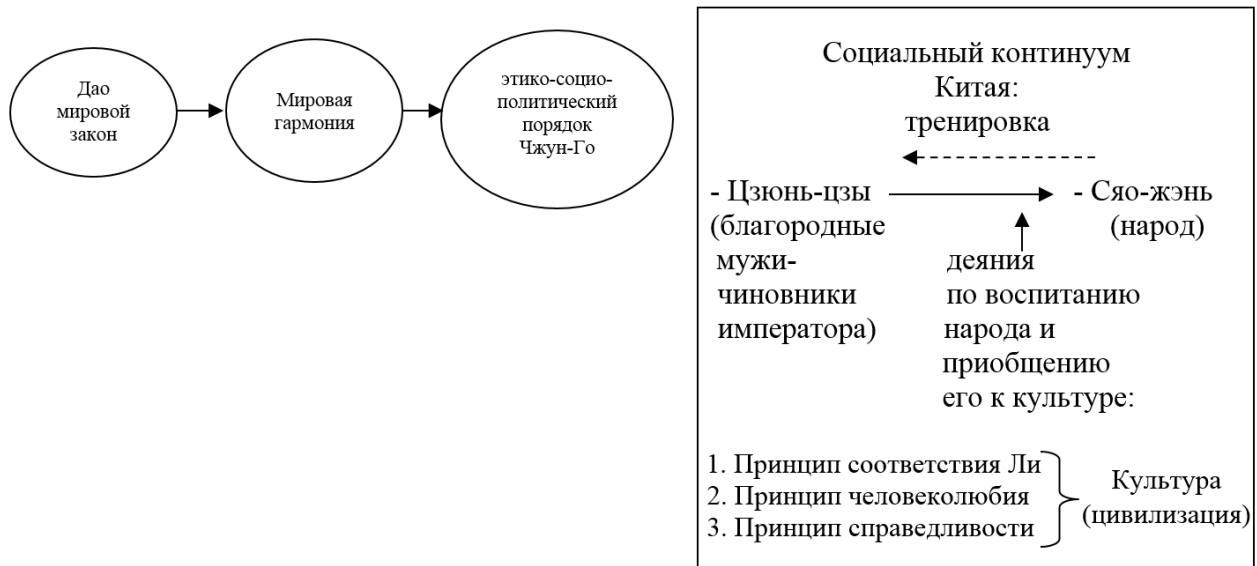 Дао
мировой
закон
Мировая
гармония
этико-социо-
политический
порядок
Чжун-Го
Социальный континуум
Китая:
тренировка
- Цзюнь-цзы
(благородные
мужи-
чиновники
императора)
- Сяо-жэнь
(народ)
деяния
по воспитанию
народа и
приобщению
его к культуре:
1. Принцип соответствия Ли
2. Принцип человеколюбия
3. Принцип справедливости
Культура
(цивилизация)